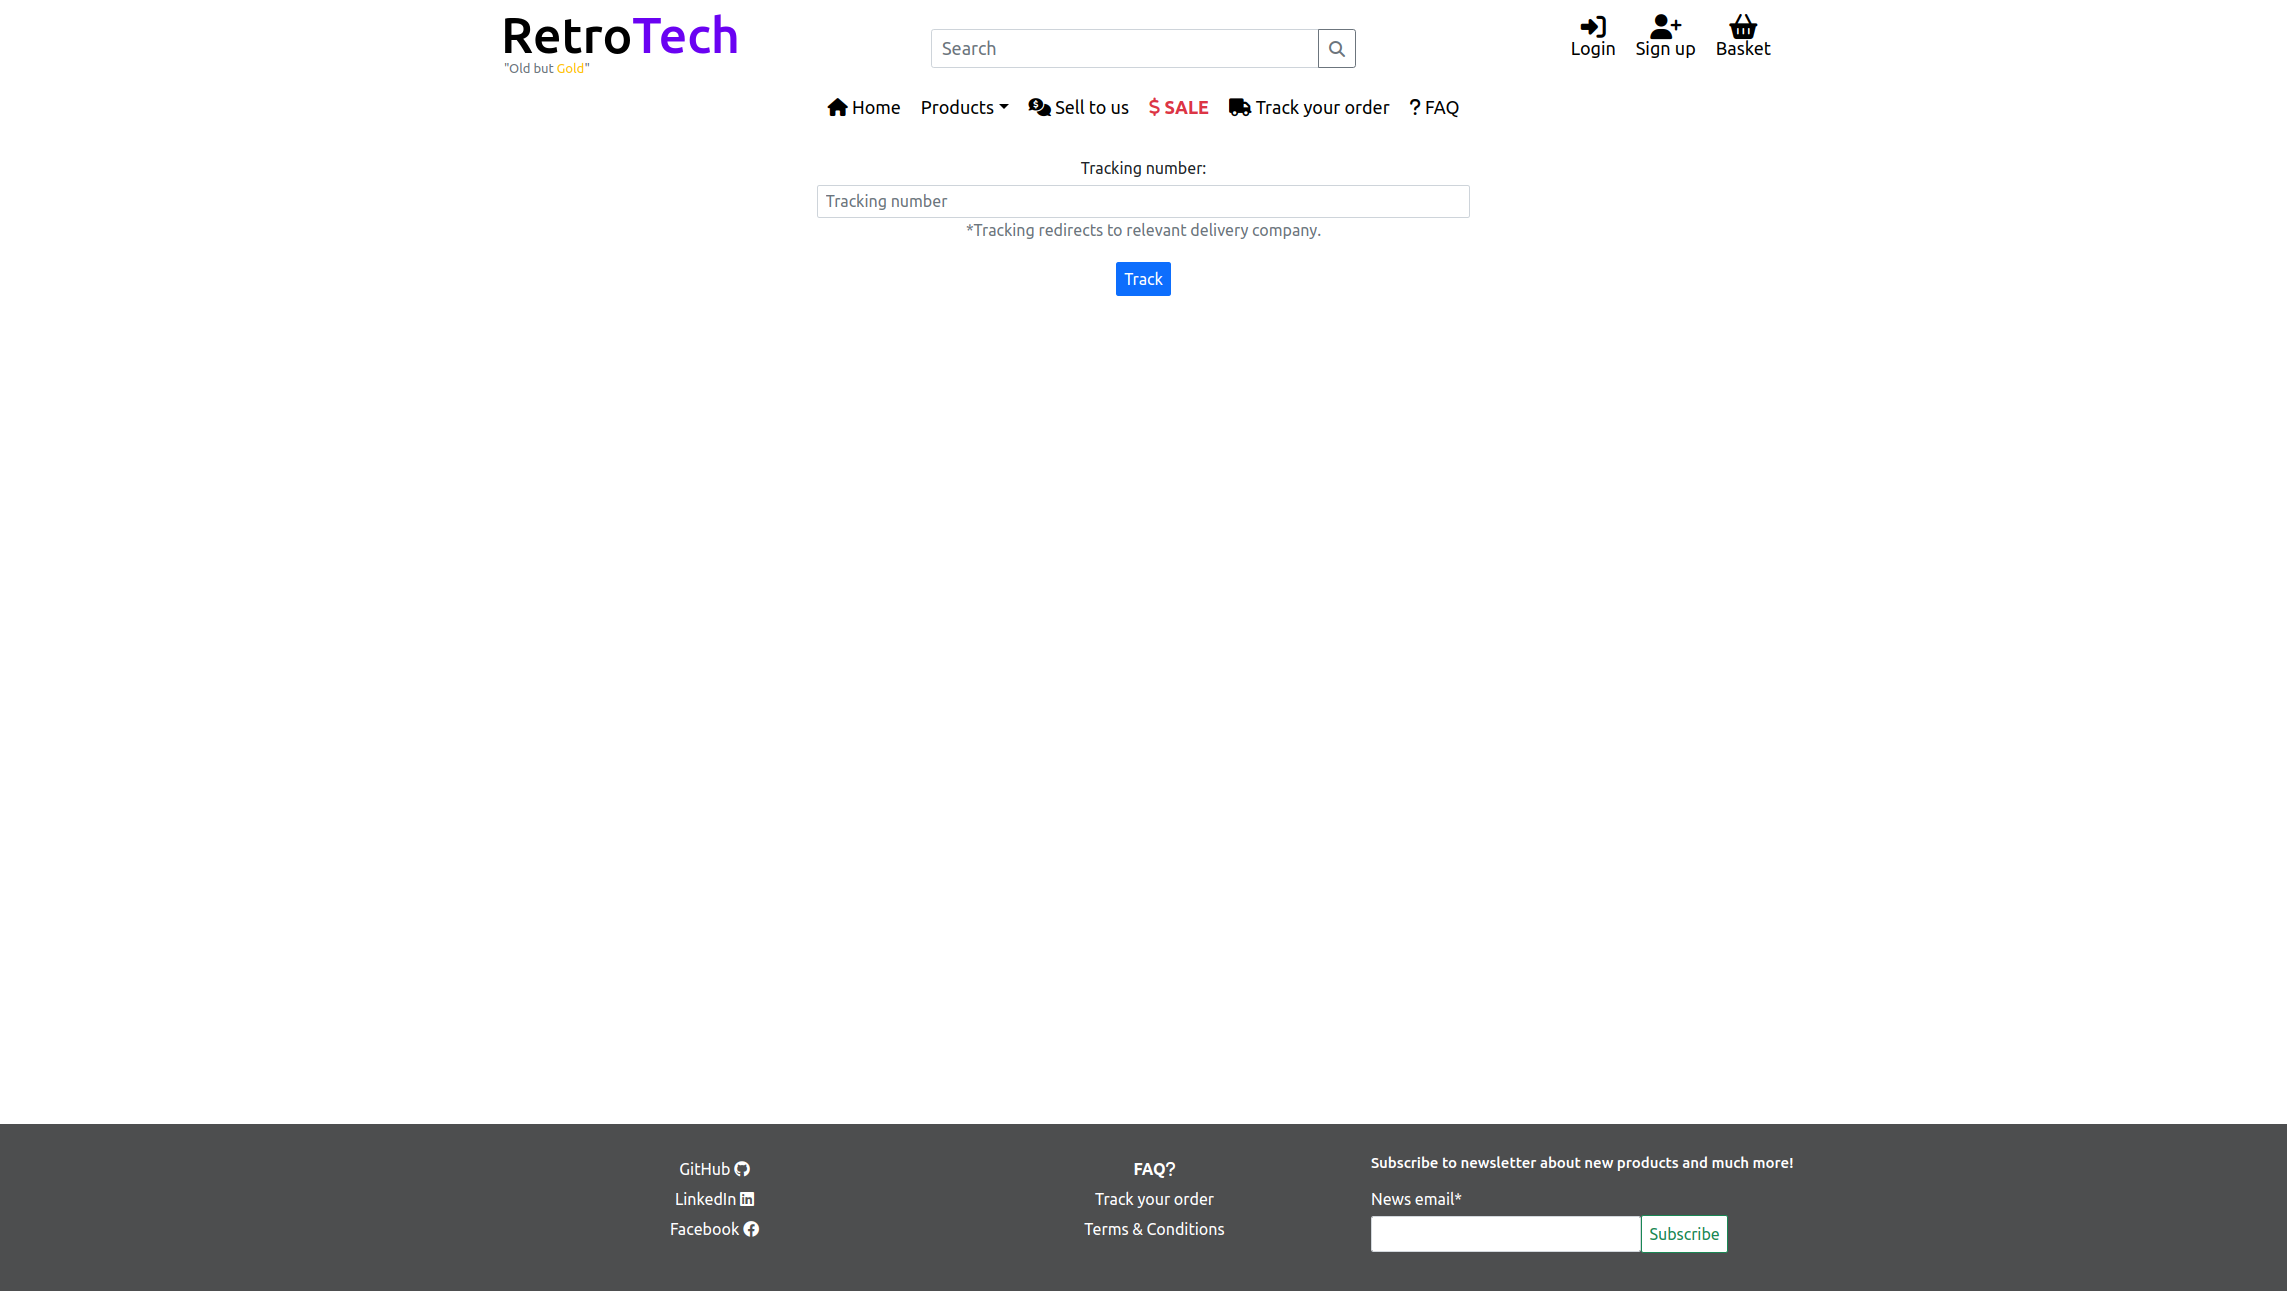 RetroTech
"Old but Gold"
Search
Login
Sign up
Basket
Home
Products
Sell to us
$ SALE
Track your order
? FAQ
Tracking number:
Tracking number
*Tracking redirects to relevant delivery company.
Track
GitHub
LinkedIn
Facebook
FAQ?
Track your order
Terms & Conditions
Subscribe to newsletter about new products and much more!
News email*
Subscribe